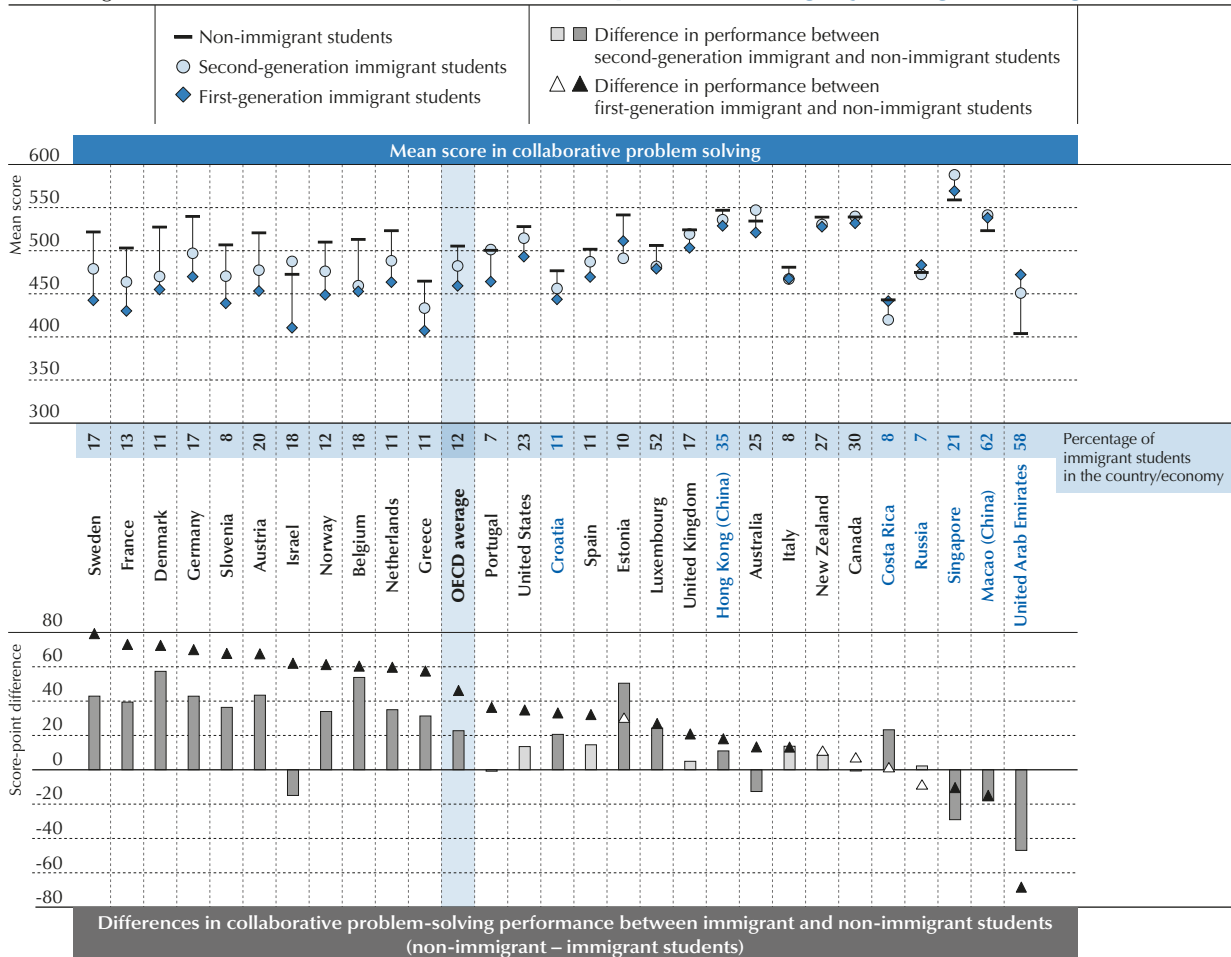 Non-immigrant students
Second-generation immigrant students
First-generation immigrant students
Difference in performance between
second-generation immigrant and non-immigrant students
Difference in performance between
first-generation immigrant and non-immigrant students
Mean score in collaborative problem solving
Mean score
600
550
500
450
400
350
300
17 13 11 17 8 20 18 12 18 11 11 12 7 23 11 11 10 52 17 35 25 8 27 30 8 7 21 62 58
Percentage of
immigrant students
in the country/economy
Sweden
France
Denmark
Germany
Slovenia
Austria
Israel
Norway
Belgium
Netherlands
Greece
OECD average
Portugal
United States
Croatia
Spain
Estonia
Luxembourg
United Kingdom
Hong Kong (China)
Australia
Italy
New Zealand
Canada
Costa Rica
Russia
Singapore
Macao (China)
United Arab Emirates
Score-point difference
80
60
40
20
0
-20
-40
-60
-80
Differences in collaborative problem-solving performance between immigrant and non-immigrant students
(non-immigrant – immigrant students)